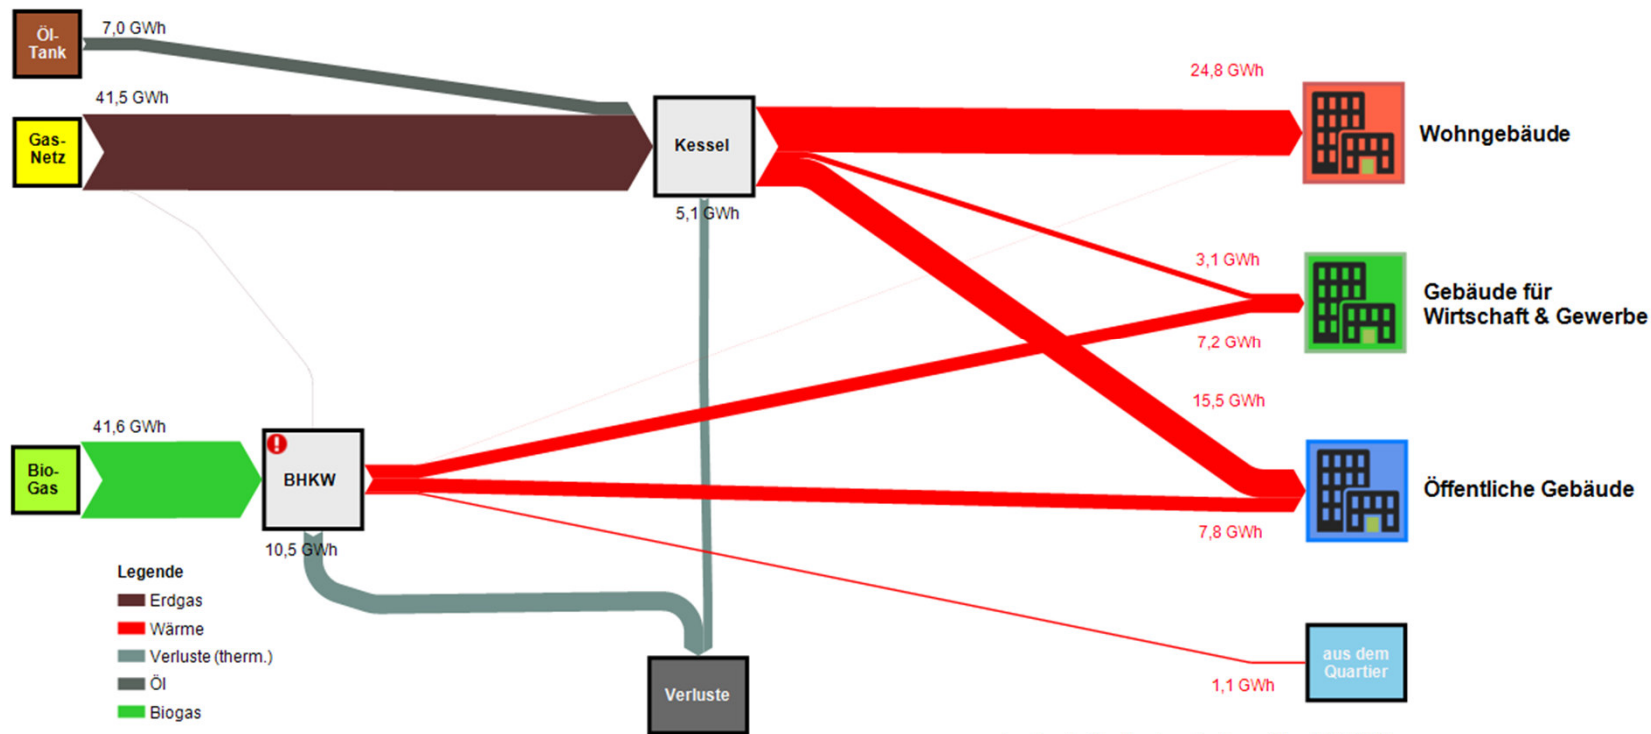 Öl-
Tank
7,0 GWh
41,5 GWh
Gas-
Netz
Kessel
5,1 GWh
24,8 GWh
Wohngebäude
3,1 GWh
Gebäude für
Wirtschaft & Gewerbe
7,2 GWh
15,5 GWh
41,6 GWh
Bio-
Gas
BHKW
10,5 GWh
Öffentliche Gebäude
7,8 GWh
Legende
Erdgas
Wärme
Verluste (therm.)
Öl
Biogas
Verluste
aus dem
Quartier
1,1 GWh